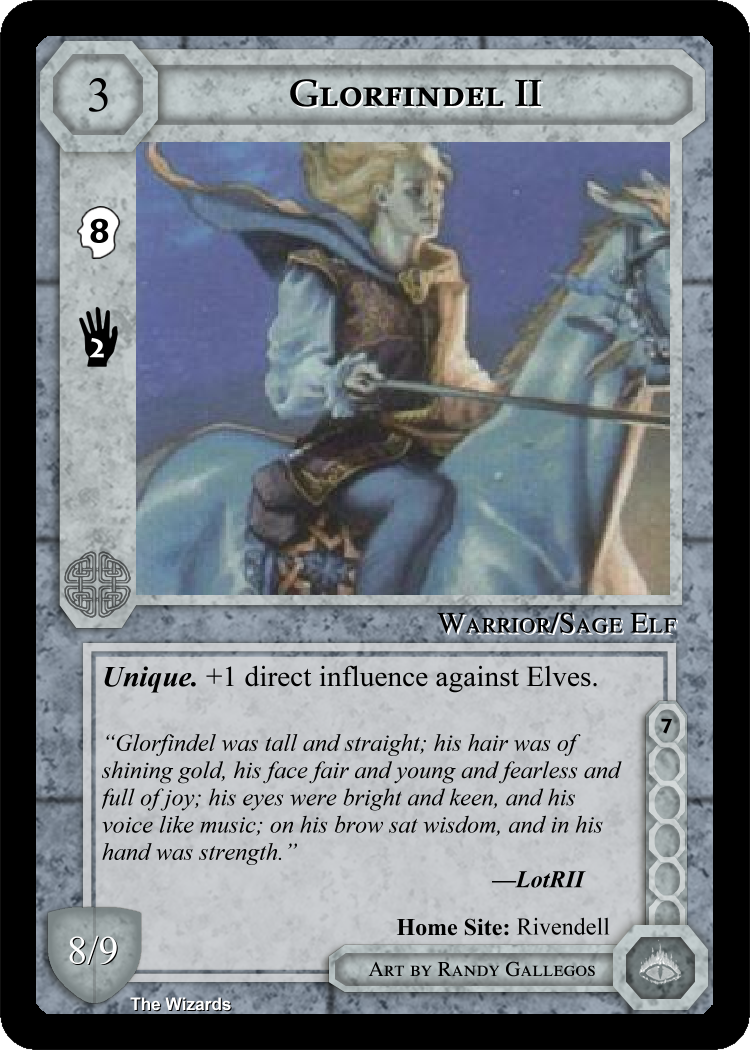 3
Glorfindel II
8
2
Warrior/Sage Elf
Unique. +1 direct influence against Elves.
“Glorfindel was tall and straight; his hair was of
shining gold, his face fair and young and fearless and
full of joy; his eyes were bright and keen, and his
voice like music; on his brow sat wisdom, and in his
hand was strength.”
—LotRII
7
Home Site: Rivendell
8/9
Art by Randy Gallegos
The Wizards